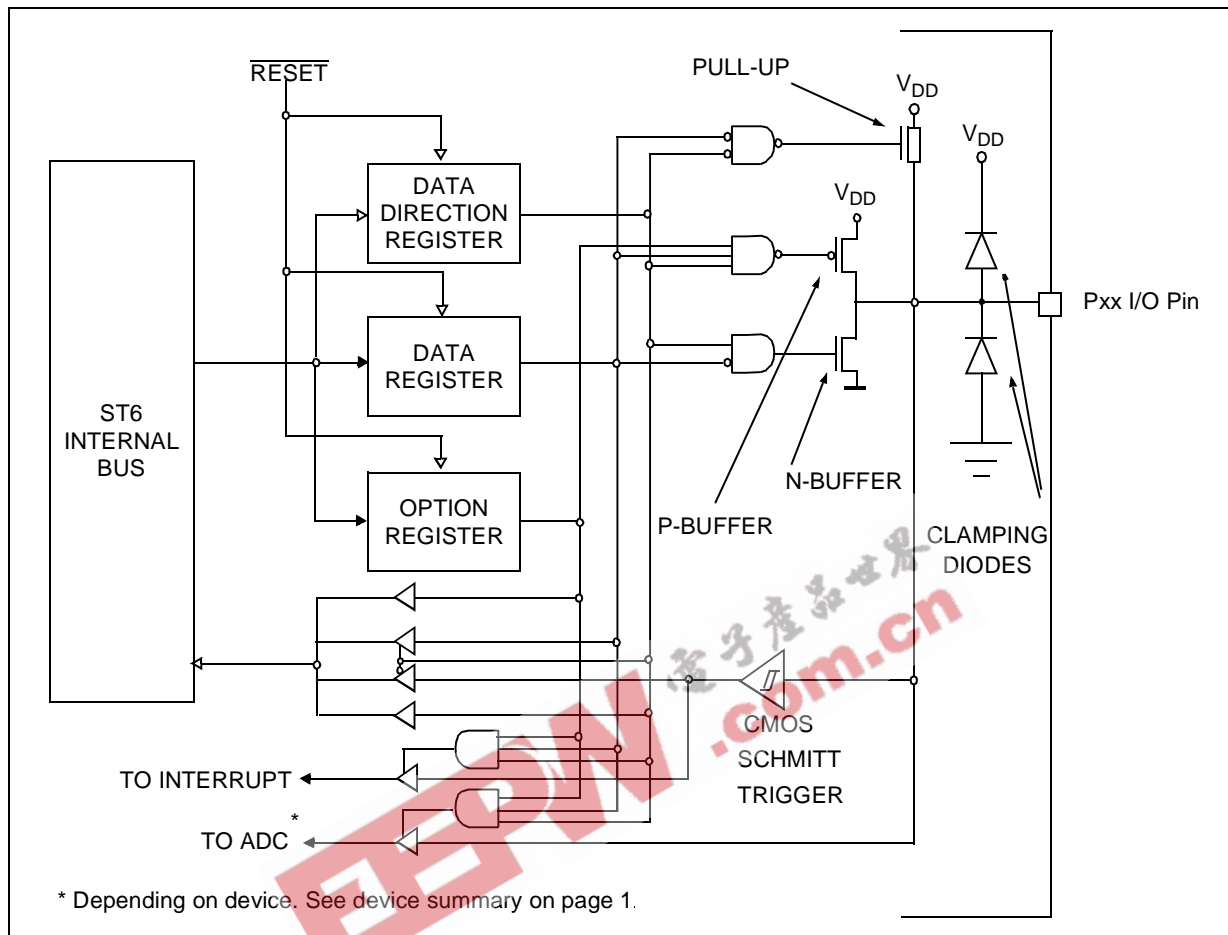 RESET
PULL-UP
VDD
VDD
VDD
DATA
DIRECTION
REGISTER
DATA
REGISTER
OPTION
REGISTER
ST6
INTERNAL
BUS
Pxx I/O Pin
N-BUFFER
P-BUFFER
CLAMPING
DIODES
電子產品世界
.com.cn
EEPW
CMOS
SCHMITT
TRIGGER
TO INTERRUPT
TO ADC*
* Depending on device. See device summary on page 1.